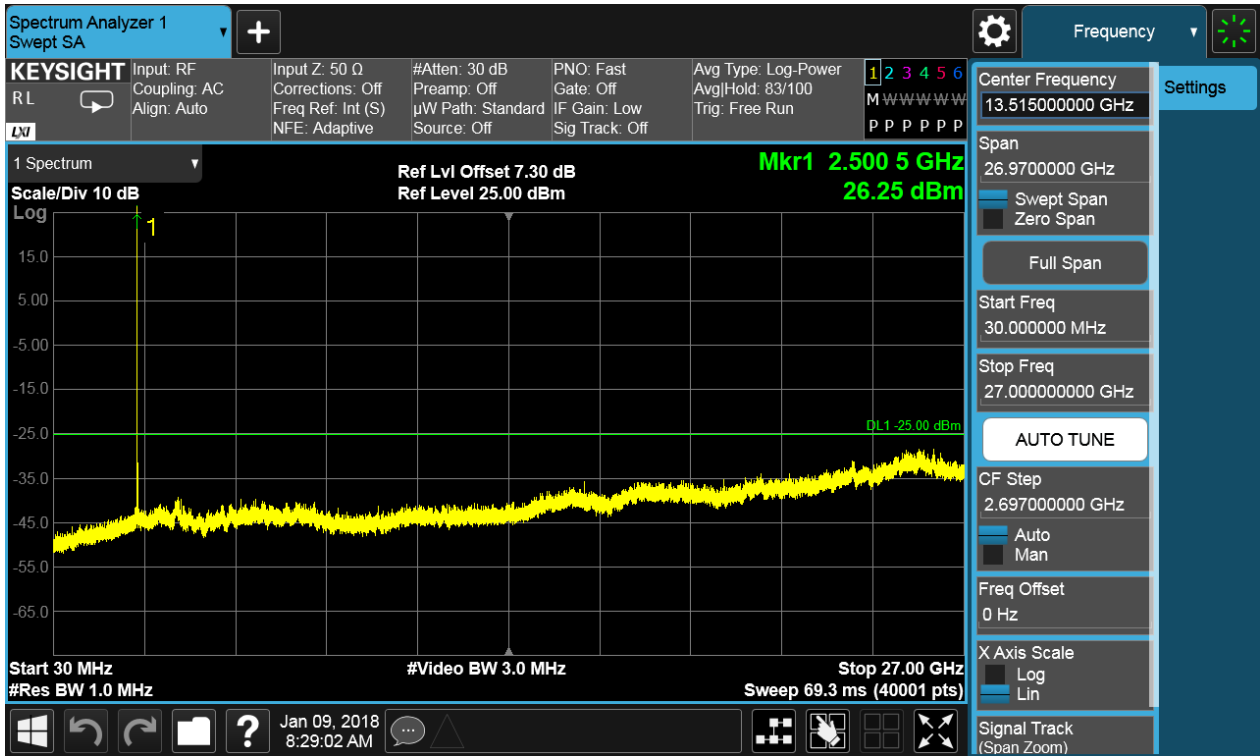 Spectrum Analyzer 1
Swept SA
+
Frequency
KEYSIGHT
R L
LXI
Input: RF
Coupling: AC
Align: Auto
Input Z: 50 Ω
Corrections: Off
Freq Ref: Int (S)
NFE: Adaptive
#Atten: 30 dB
Preamp: Off
µW Path: Standard
Source: Off
PNO: Fast
Gate: Off
IF Gain: Low
Sig Track: Off
Avg Type: Log-Power
Avg|Hold: 83/100
Trig: Free Run
1 2 3 4 5 6
M W W W W W
P P P P P P
1 Spectrum
Scale/Div 10 dB
Ref Lvl Offset 7.30 dB
Ref Level 25.00 dBm
Mkr1 2.500 5 GHz
26.25 dBm
Log
1
15.0
5.00
-5.00
-15.0
-25.0
-35.0
-45.0
-55.0
-65.0
DL1 -25.00 dBm
Start 30 MHz
#Res BW 1.0 MHz
#Video BW 3.0 MHz
Stop 27.00 GHz
Sweep 69.3 ms (40001 pts)
Center Frequency
13.515000000 GHz
Span
26.9700000 GHz
Swept Span
Zero Span
Full Span
Start Freq
30.000000 MHz
Stop Freq
27.000000000 GHz
AUTO TUNE
CF Step
2.697000000 GHz
Auto
Man
Freq Offset
0 Hz
X Axis Scale
Log
Lin
Signal Track
(Span Zoom)
Settings
?
Jan 09, 2018
8:29:02 AM